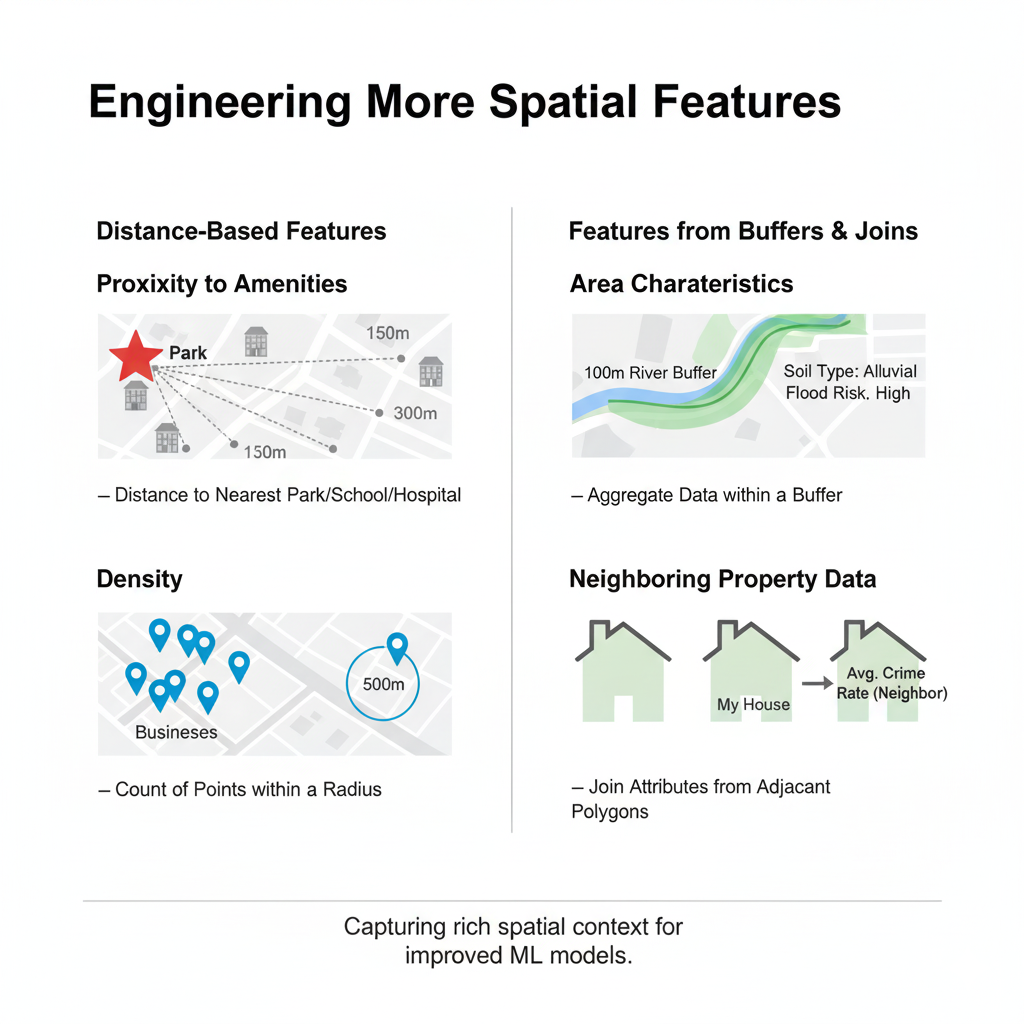 Engineering More Spatial Features
Distance-Based Features
Proxixity to Amenities
Park
150m
300m
150m
– Distance to Nearest Park/School/Hospital
Density
Busineses
500m
– Count of Points within a Radius
Features from Buffers & Joins
Area Charateristics
100m River Buffer
Soil Type: Alluvial
Flood Risk. High
– Aggregate Data within a Buffer
Neighboring Property Data
My House
Avg. Crime
Rate (Neighbor)
– Join Attributes from Adjacant
Polygons
Capturing rich spatial context for
improved ML models.